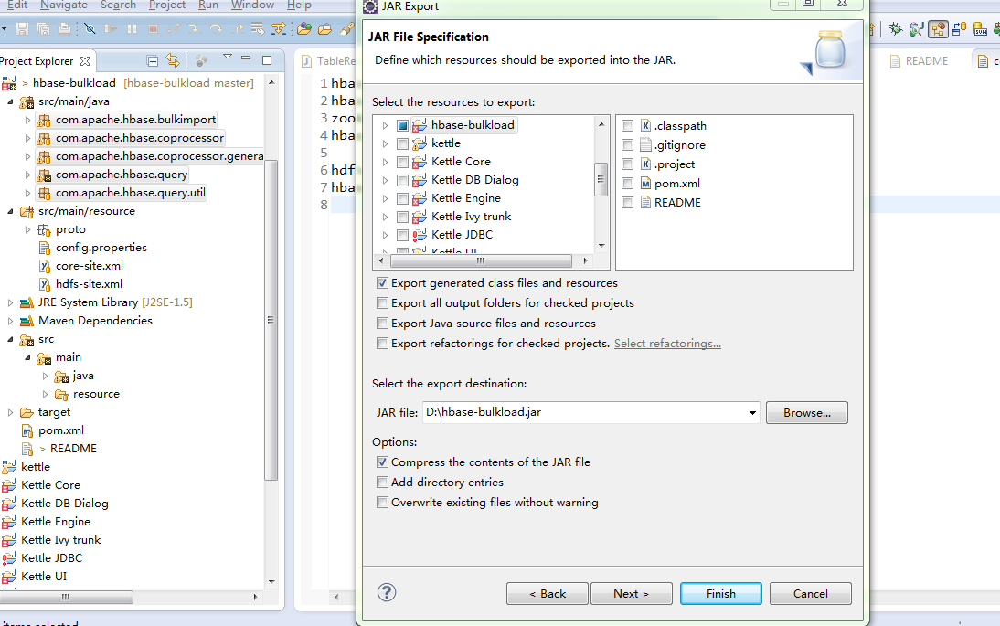 Edit Navigate Search Project Run Window Help
Project Explorer
> hbase-bulkload [hbase-bulkload master]
src/main/java
com.apache.hbase.bulkimport
com.apache.hbase.coprocessor
com.apache.hbase.coprocessor.genera
com.apache.hbase.query
com.apache.hbase.query.util
src/main/resource
proto
config.properties
core-site.xml
hdfs-site.xml
JRE System Library [J2SE-1.5]
Maven Dependencies
src
main
java
resource
target
pom.xml
> README
kettle
Kettle Core
Kettle DB Dialog
Kettle Engine
Kettle Ivy trunk
Kettle JDBC
Kettle UI
items selected
TableRe
1 hba
2 hba
3 zoo
4 hba
5
6 hdf
7 hba
8
README
c
JAR Export
JAR File Specification
Define which resources should be exported into the JAR.
Select the resources to export:
hbase-bulkload
kettle
Kettle Core
Kettle DB Dialog
Kettle Engine
Kettle Ivy trunk
Kettle JDBC
Kettle UI
.classpath
.gitignore
.project
pom.xml
README
Export generated class files and resources
Export all output folders for checked projects
Export Java source files and resources
Export refactorings for checked projects. Select refactorings...
Select the export destination:
JAR file: D:\hbase-bulkload.jar Browse...
Options:
Compress the contents of the JAR file
Add directory entries
Overwrite existing files without warning
? < Back Next > Finish Cancel